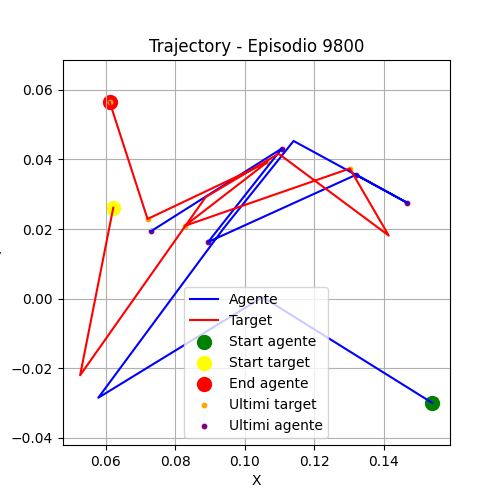 Trajectory - Episodio 9800
0.06
0.04
0.02
0.00
−0.02
−0.04
Agente
Target
Start agente
Start target
End agente
Ultimi target
Ultimi agente
0.06 0.08 0.10 0.12 0.14
X